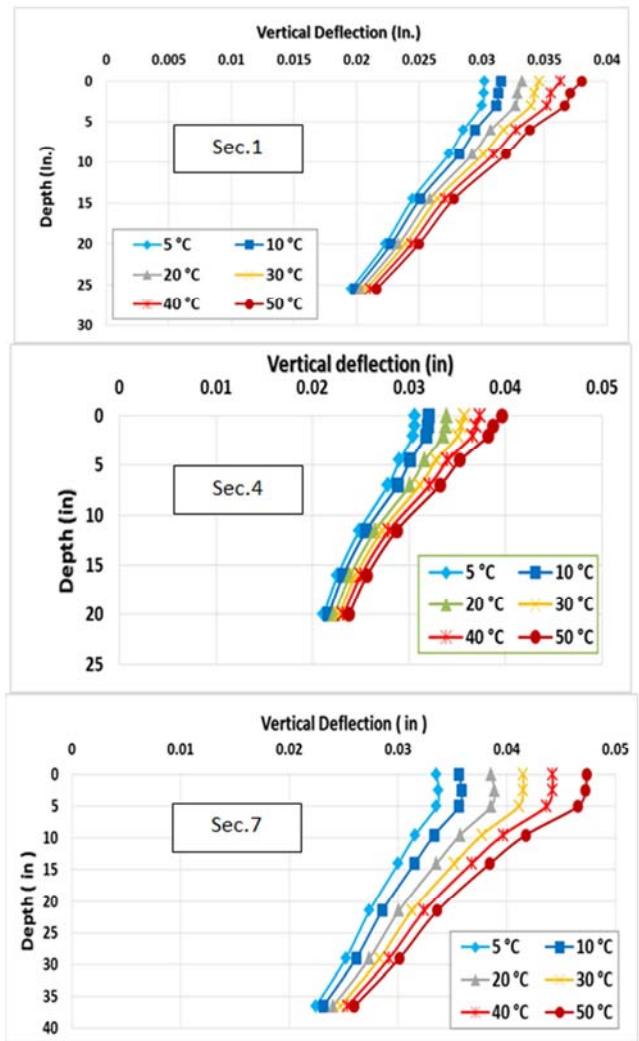 Vertical Deflection (In.)
0 0.005 0.01 0.015 0.02 0.025 0.03 0.035 0.04
0
5
10
15
20
25
30
Depth (In.)
Sec.1
5 °C 10 °C
20 °C 30 °C
40 °C 50 °C
Vertical deflection (in)
0 0.01 0.02 0.03 0.04 0.05
0
5
10
15
20
25
Depth (in)
Sec.4
5 °C 10 °C
20 °C 30 °C
40 °C 50 °C
Vertical Deflection ( in )
0 0.01 0.02 0.03 0.04 0.05
0
5
10
15
20
25
30
35
40
Depth ( in )
Sec.7
5 °C 10 °C
20 °C 30 °C
40 °C 50 °C